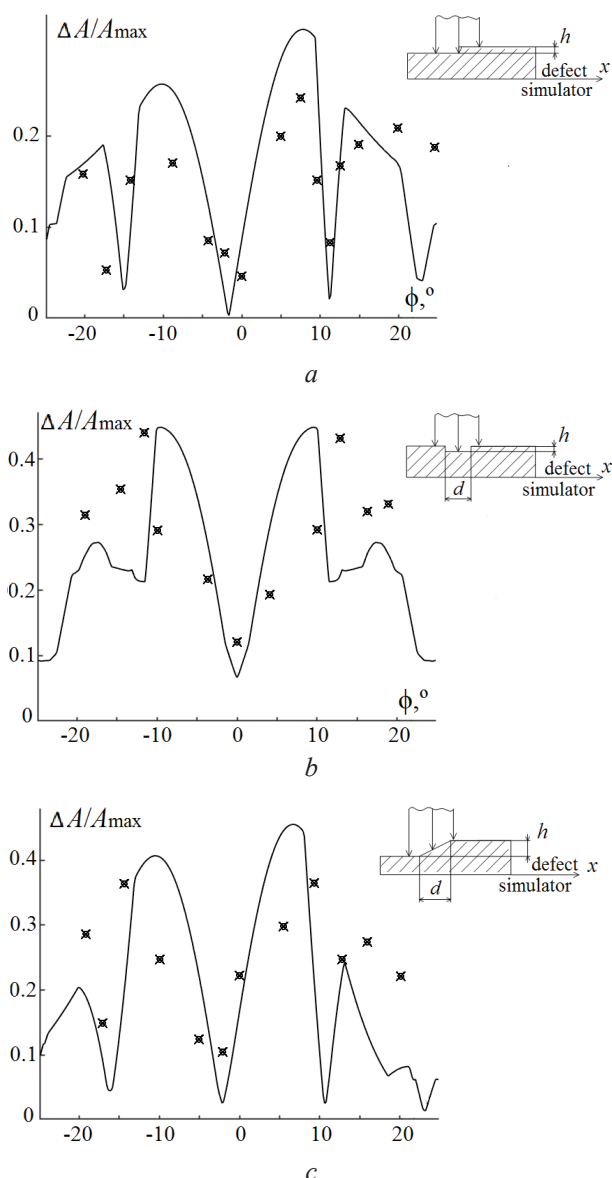 ΔA/Amax
h
defect x
simulator
0.2
0.1
0
ϕ,º
-20 -10 0 10 20
a
ΔA/Amax
h
defect x
simulator
d
0.4
0.3
0.2
0.1
0
ϕ,º
-20 -10 0 10 20
b
ΔA/Amax
h
defect x
simulator
d
0.4
0.3
0.2
0.1
0
-20 -10 0 10 20
c